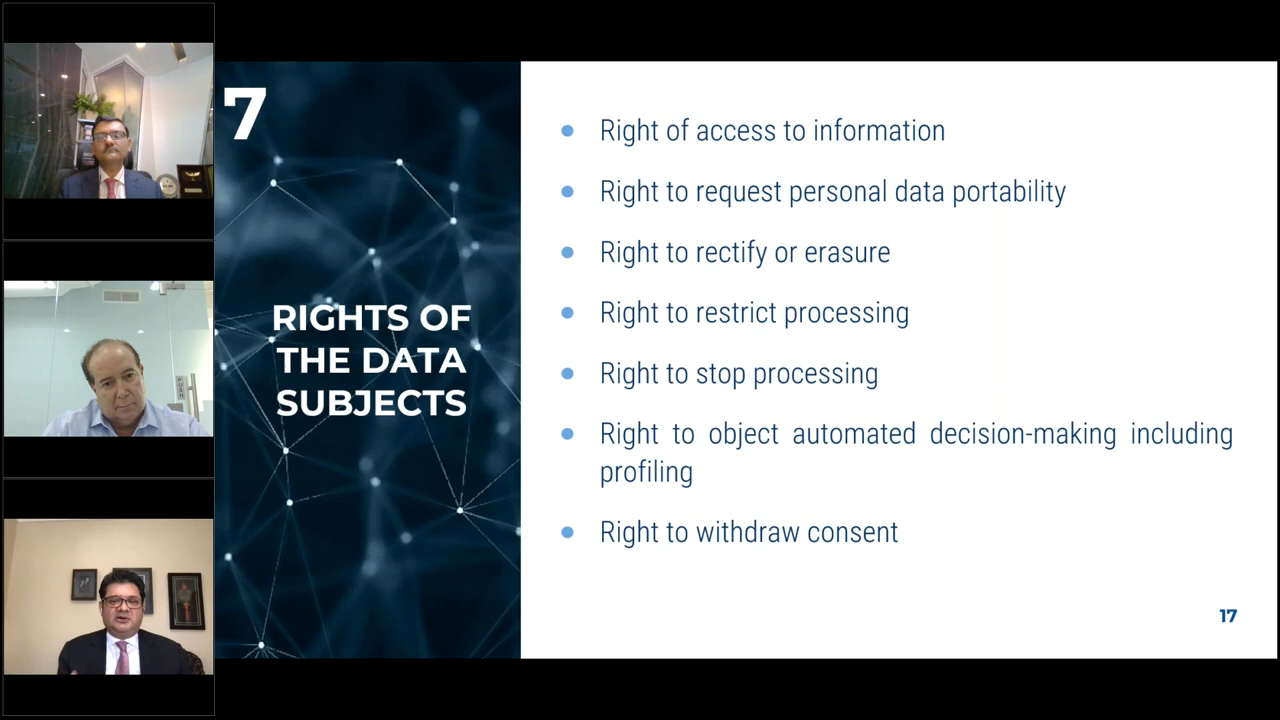 7
RIGHTS OF
THE DATA
SUBJECTS
Right of access to information
Right to request personal data portability
Right to rectify or erasure
Right to restrict processing
Right to stop processing
Right to object automated decision-making including
profiling
Right to withdraw consent
17